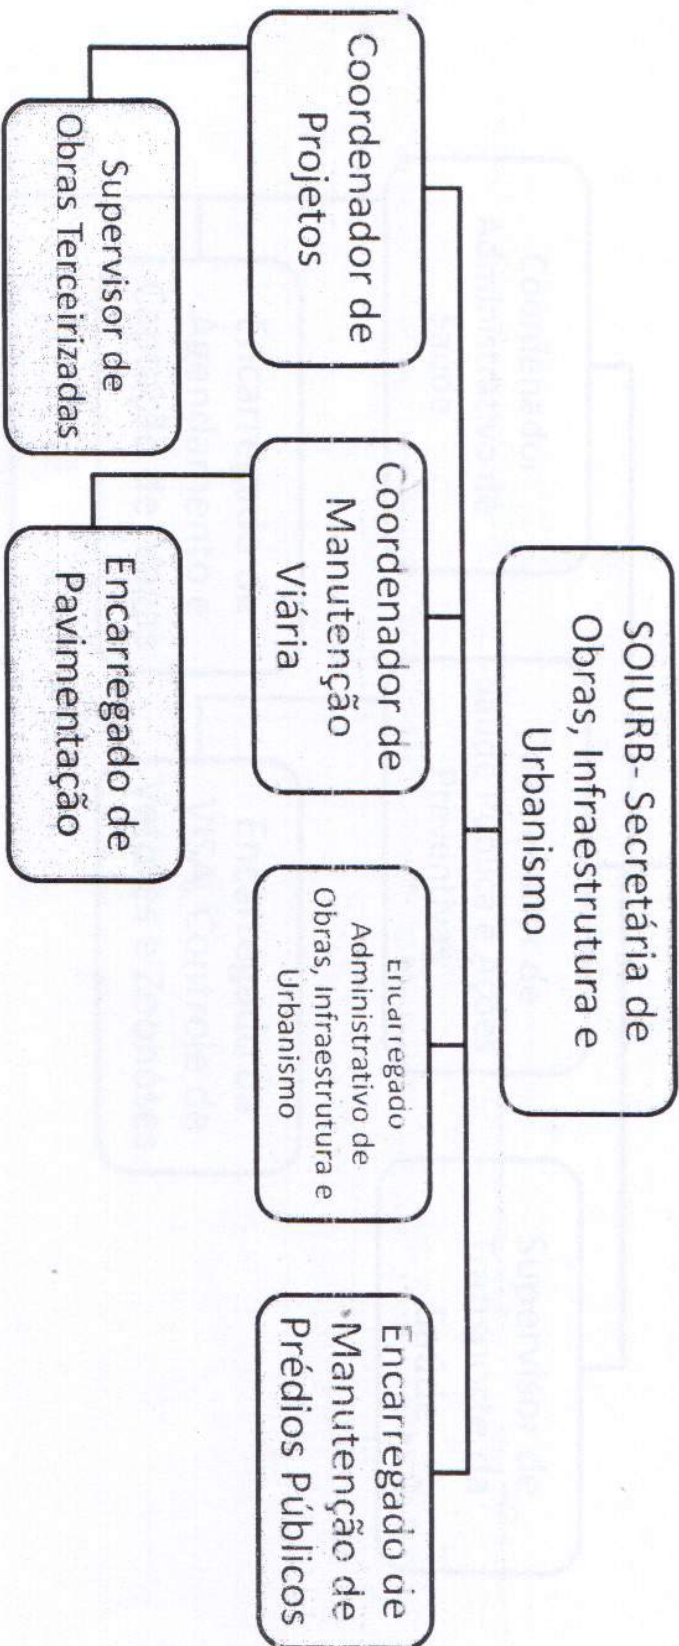 SOIURB- Secretária de
Obras, Infraestrutura e
Urbanismo
Coordenador de
Projetos
Coordenador de
Manutenção
Viária
Encarregado
Administrativo de
Obras, Infraestrutura e
Urbanismo
Encarregado de
Manutenção de
Prédios Públicos
Supervisor de
Obras Terceirizadas
Encarregado de
Pavimentação